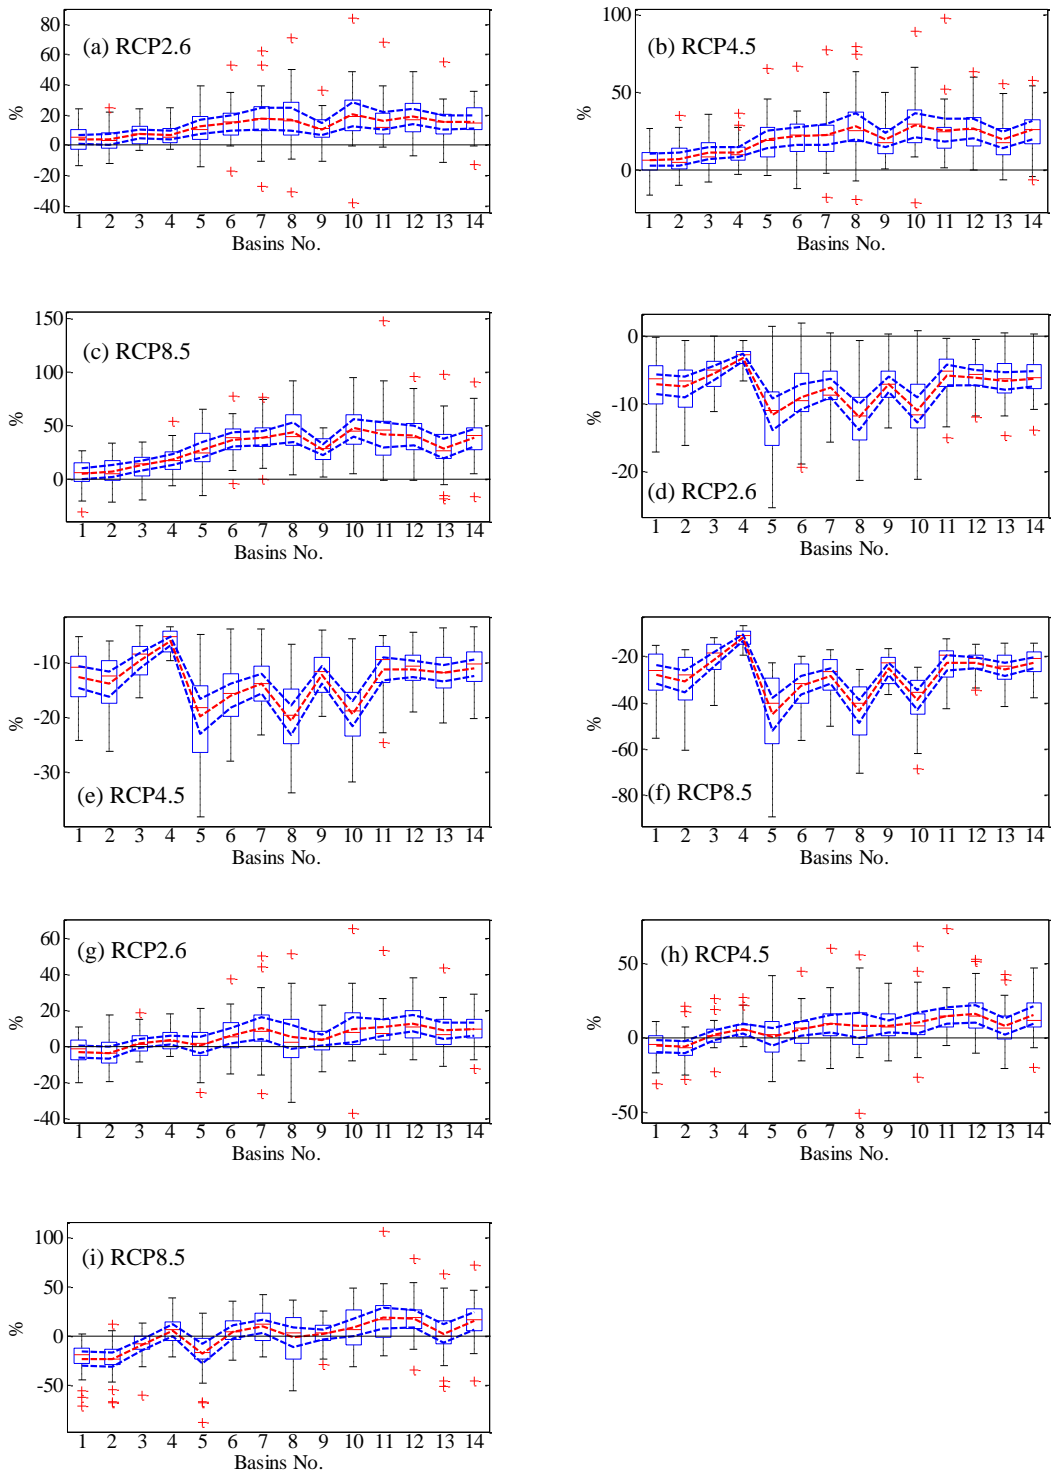 80
60
40
20
0
-20
-40
%
(a) RCP2.6
1 2 3 4 5 6 7 8 9 10 11 12 13 14
Basins No.
100
50
0
%
(b) RCP4.5
1 2 3 4 5 6 7 8 9 10 11 12 13 14
Basins No.
150
100
50
0
%
(c) RCP8.5
1 2 3 4 5 6 7 8 9 10 11 12 13 14
Basins No.
0
-10
-20
%
(d) RCP2.6
1 2 3 4 5 6 7 8 9 10 11 12 13 14
Basins No.
-10
-20
-30
%
(e) RCP4.5
1 2 3 4 5 6 7 8 9 10 11 12 13 14
Basins No.
-20
-40
-60
-80
%
(f) RCP8.5
1 2 3 4 5 6 7 8 9 10 11 12 13 14
Basins No.
60
40
20
0
-20
-40
%
(g) RCP2.6
1 2 3 4 5 6 7 8 9 10 11 12 13 14
Basins No.
50
0
-50
%
(h) RCP4.5
1 2 3 4 5 6 7 8 9 10 11 12 13 14
Basins No.
100
50
0
-50
%
(i) RCP8.5
1 2 3 4 5 6 7 8 9 10 11 12 13 14
Basins No.